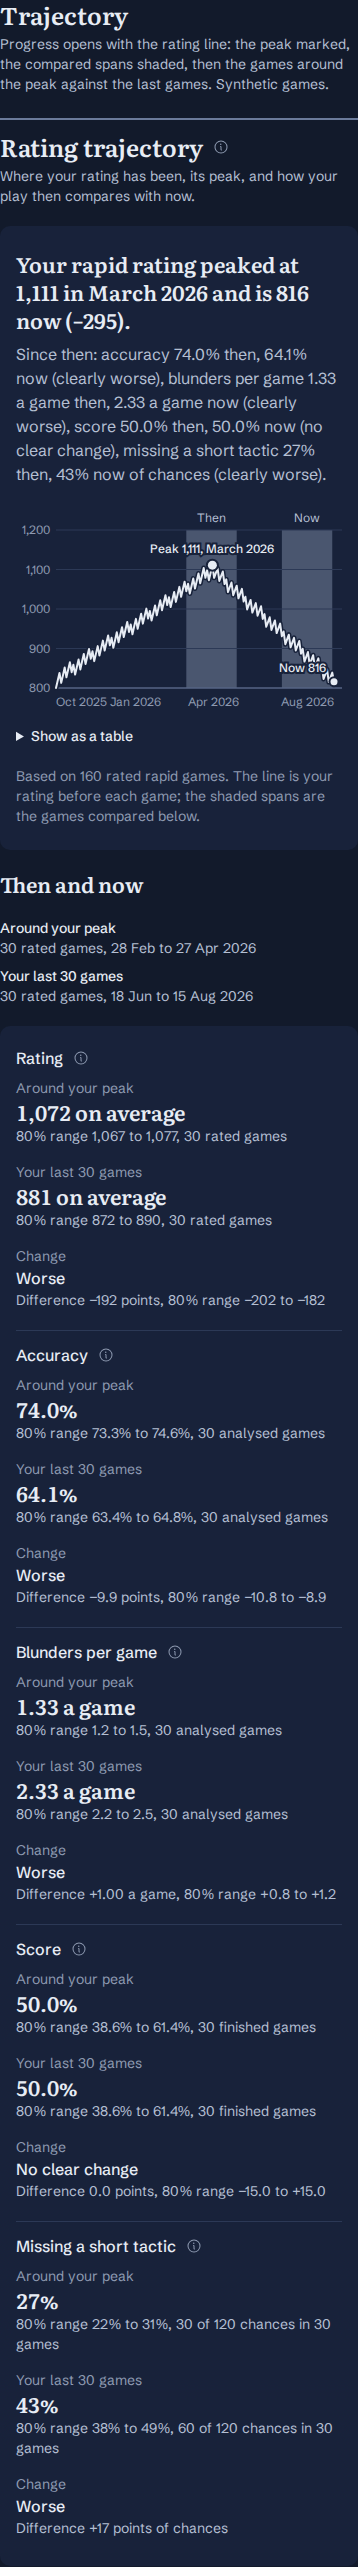 Trajectory
Progress opens with the rating line: the peak marked,
the compared spans shaded, then the games around
the peak against the last games. Synthetic games.
Rating trajectory
Where your rating has been, its peak, and how your
play then compares with now.
Your rapid rating peaked at
1,111 in March 2026 and is 816
now (−295).
Since then: accuracy 74.0% then, 64.1%
now (clearly worse), blunders per game 1.33
a game then, 2.33 a game now (clearly
worse), score 50.0% then, 50.0% now (no
clear change), missing a short tactic 27%
then, 43% now of chances (clearly worse).
Then Now
1,200
Peak 1,111, March 2026
1,100
1,000
900
Now 816
800
Oct 2025 Jan 2026 Apr 2026 Aug 2026
Show as a table
Based on 160 rated rapid games. The line is your
rating before each game; the shaded spans are
the games compared below.
Then and now
Around your peak
30 rated games, 28 Feb to 27 Apr 2026
Your last 30 games
30 rated games, 18 Jun to 15 Aug 2026
Rating
Around your peak
1,072 on average
80% range 1,067 to 1,077, 30 rated games
Your last 30 games
881 on average
80% range 872 to 890, 30 rated games
Change
Worse
Difference −192 points, 80% range −202 to −182
Accuracy
Around your peak
74.0%
80% range 73.3% to 74.6%, 30 analysed games
Your last 30 games
64.1%
80% range 63.4% to 64.8%, 30 analysed games
Change
Worse
Difference −9.9 points, 80% range −10.8 to −8.9
Blunders per game
Around your peak
1.33 a game
80% range 1.2 to 1.5, 30 analysed games
Your last 30 games
2.33 a game
80% range 2.2 to 2.5, 30 analysed games
Change
Worse
Difference +1.00 a game, 80% range +0.8 to +1.2
Score
Around your peak
50.0%
80% range 38.6% to 61.4%, 30 finished games
Your last 30 games
50.0%
80% range 38.6% to 61.4%, 30 finished games
Change
No clear change
Difference 0.0 points, 80% range −15.0 to +15.0
Missing a short tactic
Around your peak
27%
80% range 22% to 31%, 30 of 120 chances in 30
games
Your last 30 games
43%
80% range 38% to 49%, 60 of 120 chances in 30
games
Change
Worse
Difference +17 points of chances